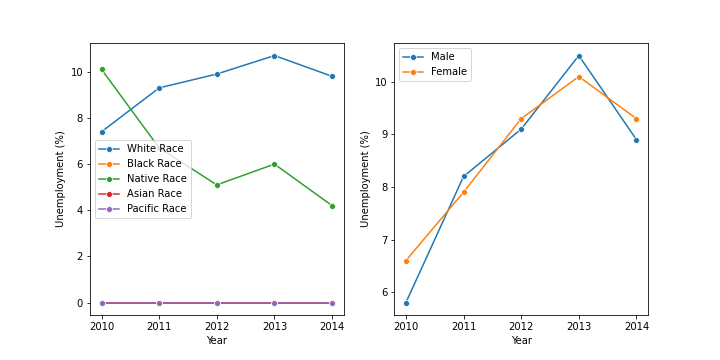 10
8
6
4
2
0
Unemployment (%)
White Race
Black Race
Native Race
Asian Race
Pacific Race
2010 2011 2012 2013 2014
Year
10
9
8
7
6
Unemployment (%)
Male
Female
2010 2011 2012 2013 2014
Year